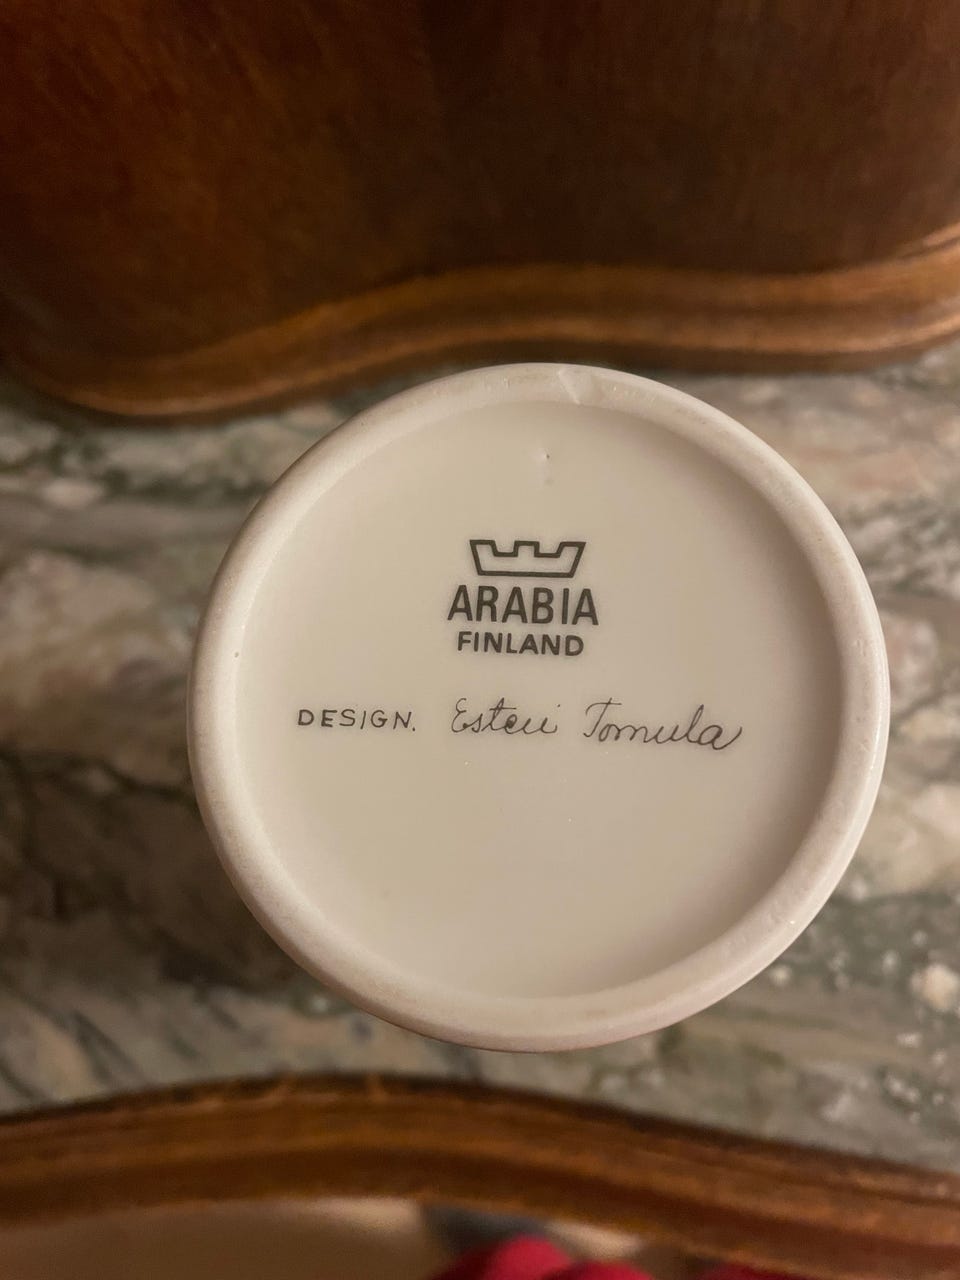 ARABIA
FINLAND
DESIGN. Esteri Tomula